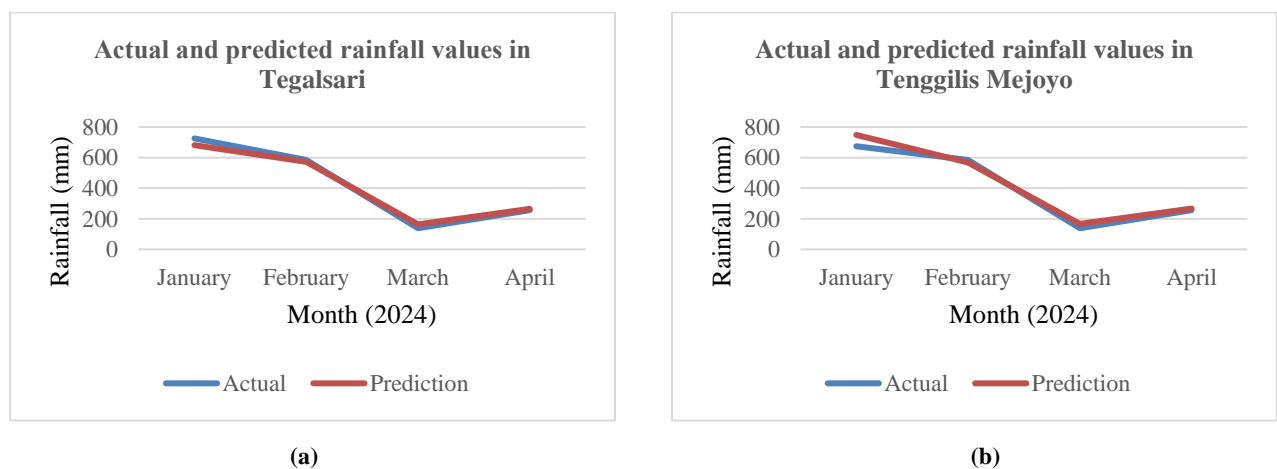 Actual and predicted rainfall values in
Tegalsari
Rainfall (mm)
800
600
400
200
0
January February March April
Month (2024)
Actual Prediction
(a)
Actual and predicted rainfall values in
Tenggilis Mejoyo
Rainfall (mm)
800
600
400
200
0
January February March April
Month (2024)
Actual Prediction
(b)